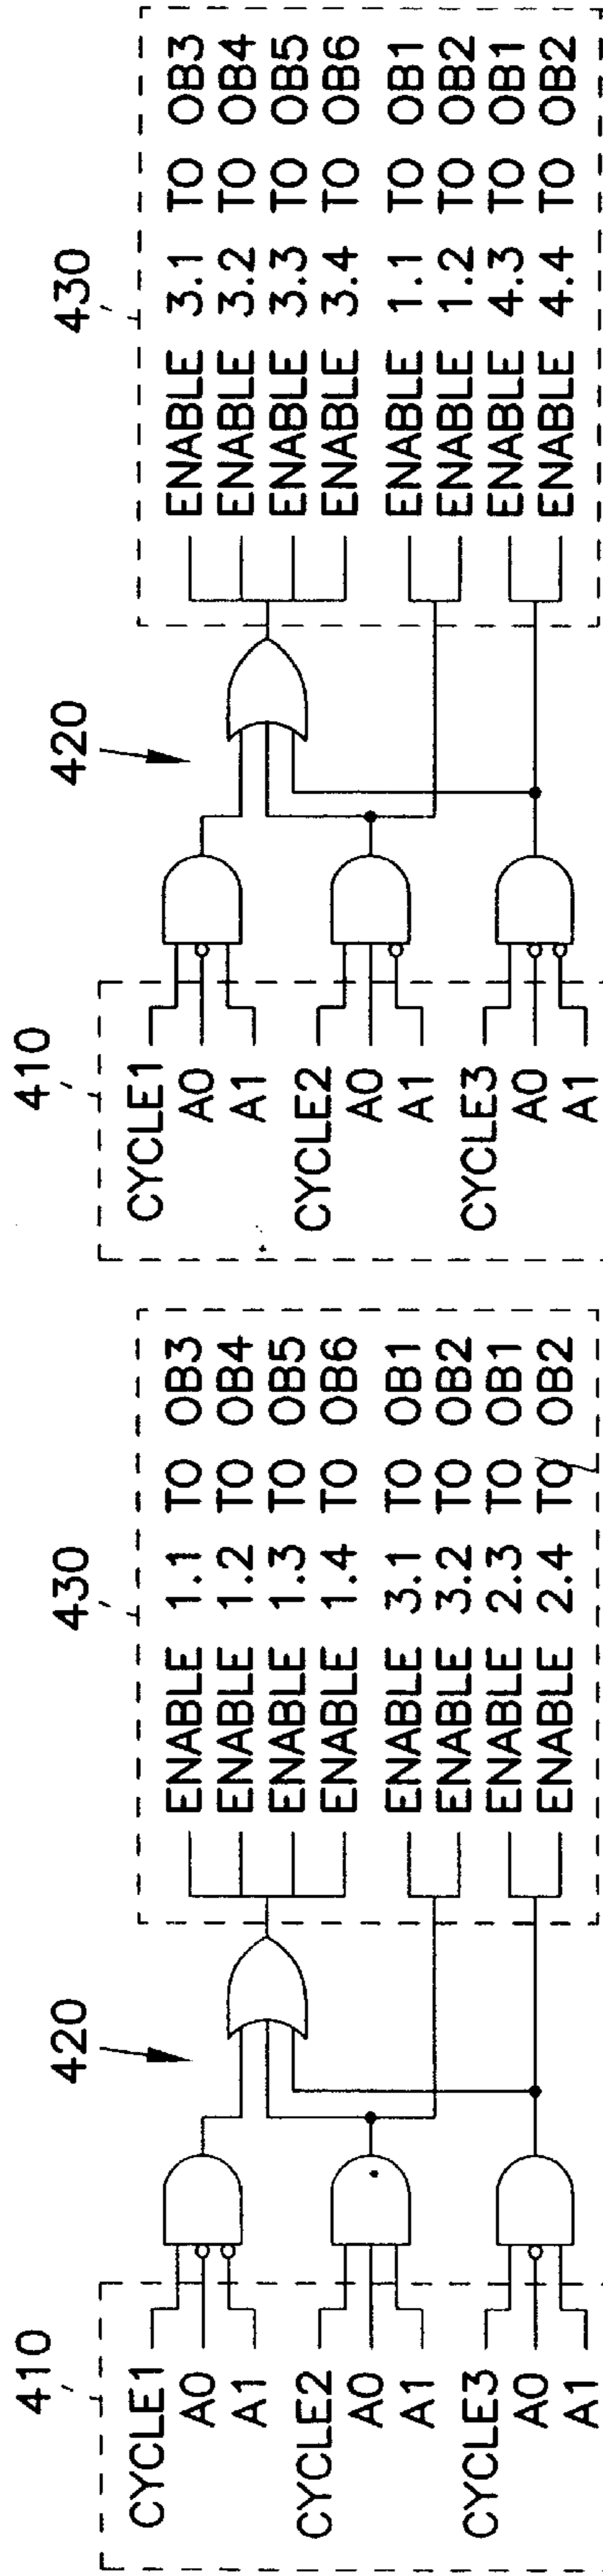 410
420
430
CYCLE1
A0
A1
CYCLE2
A0
A1
CYCLE3
A0
A1
ENABLE 1.1 TO OB3
ENABLE 1.2 TO OB4
ENABLE 1.3 TO OB5
ENABLE 1.4 TO OB6
ENABLE 3.1 TO OB1
ENABLE 3.2 TO OB2
ENABLE 2.3 TO OB1
ENABLE 2.4 TO OB2
410
420
430
CYCLE1
A0
A1
CYCLE2
A0
A1
CYCLE3
A0
A1
ENABLE 3.1 TO OB3
ENABLE 3.2 TO OB4
ENABLE 3.3 TO OB5
ENABLE 3.4 TO OB6
ENABLE 1.1 TO OB1
ENABLE 1.2 TO OB2
ENABLE 4.3 TO OB1
ENABLE 4.4 TO OB2